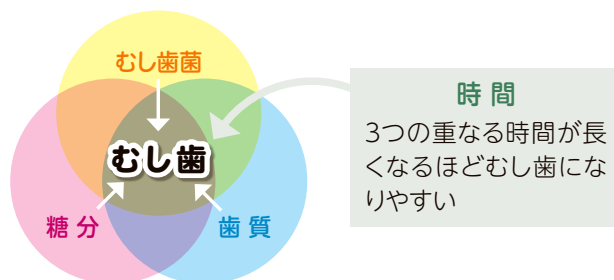 むし歯菌
むし歯
糖分
歯質
時間
3つの重なる時間が長
くなるほどむし歯にな
りやすい